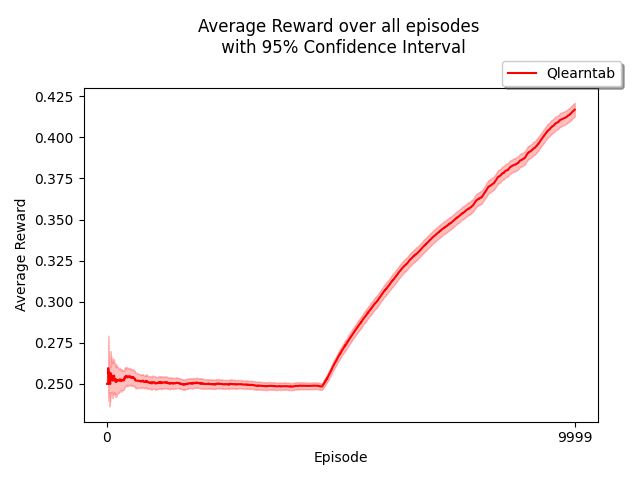 Average Reward over all episodes
with 95% Confidence Interval
Qlearntab
0.425
0.400
0.375
0.350
0.325
0.300
0.275
0.250
Average Reward
0
9999
Episode